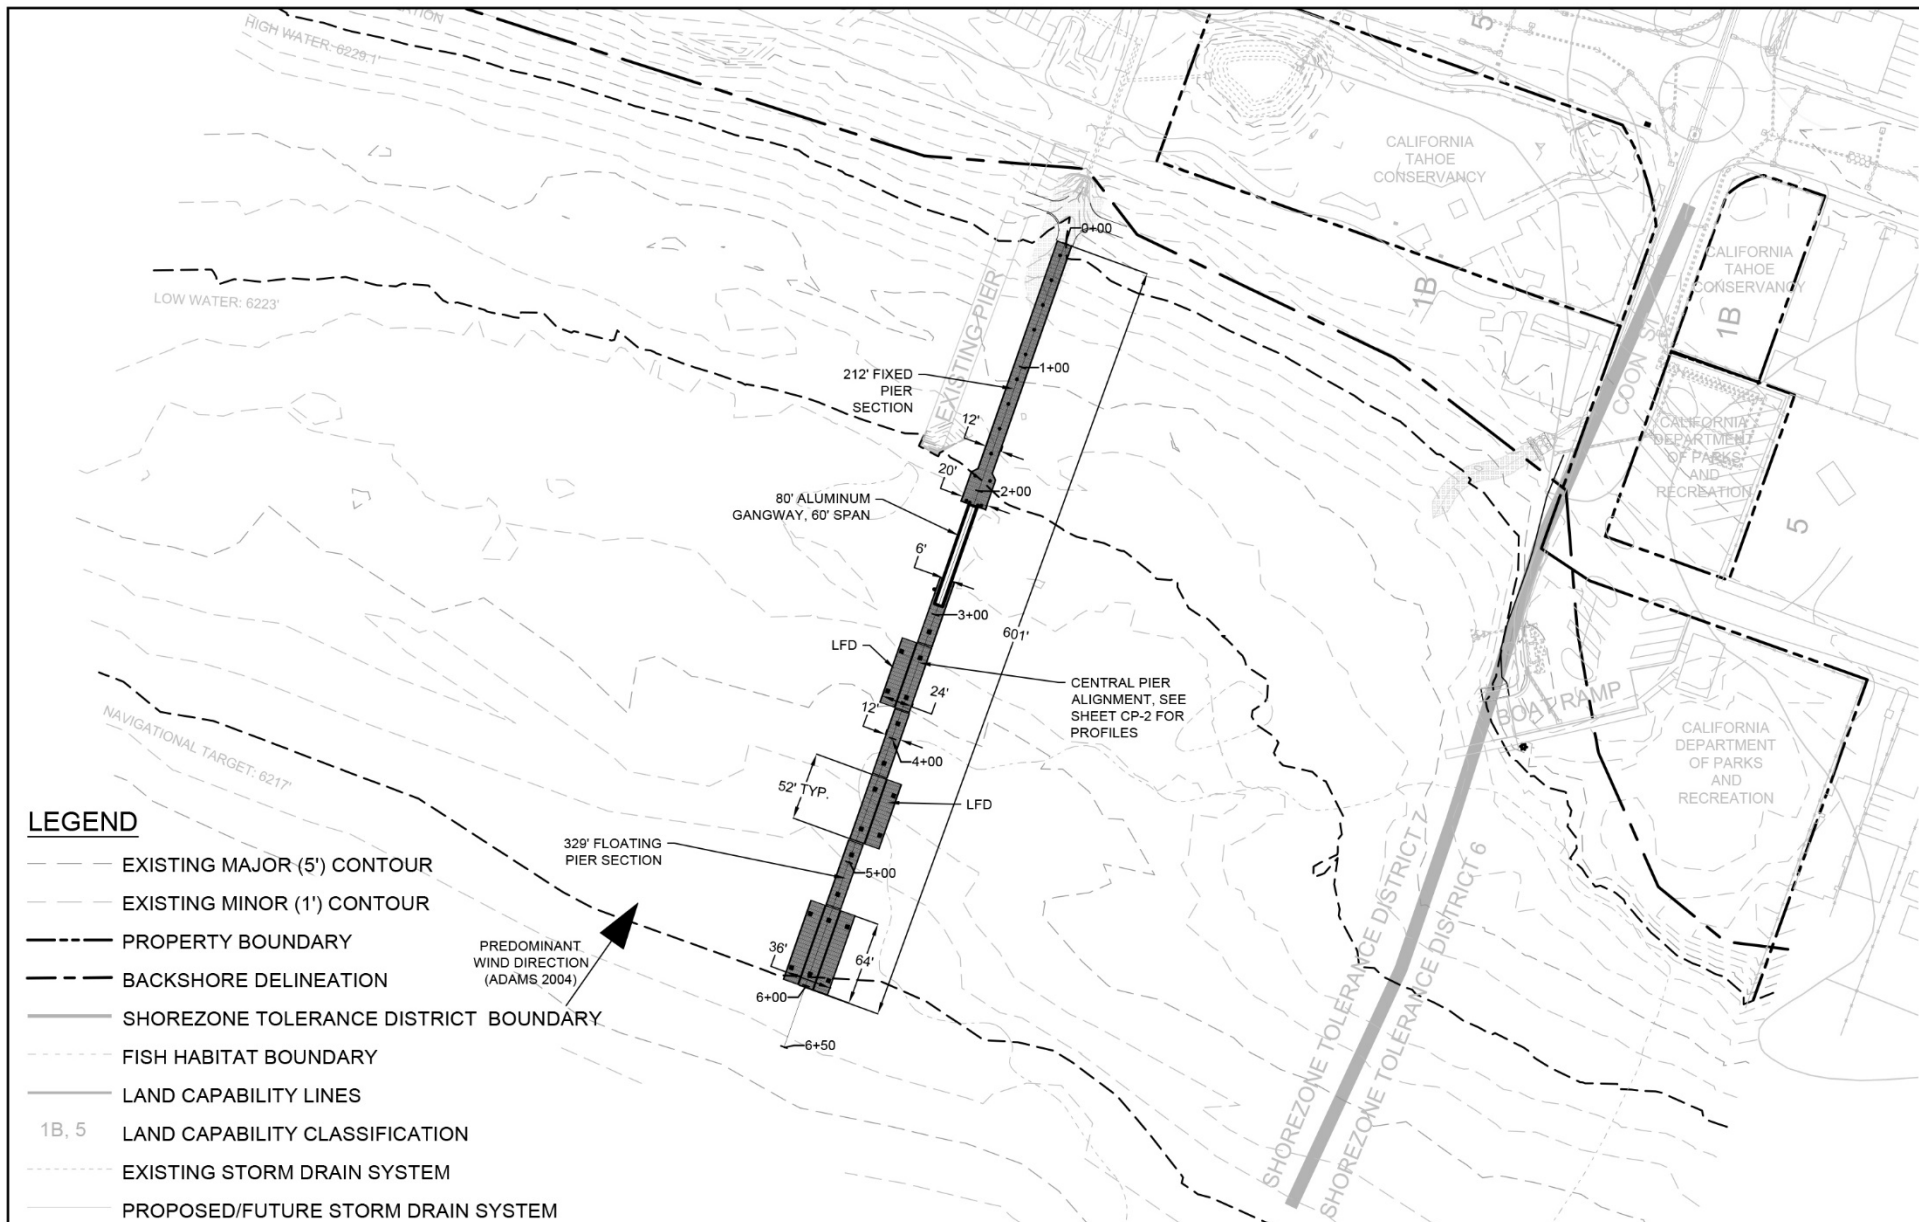 ATION
HIGH WATER: 6229.1'
5
CALIFORNIA
TAHOE
CONSERVANCY
0+00
CALIFORNIA
TAHOE
CONSERVANCY
1B
1B
LOW WATER: 6223'
EXISTING PIER
COON ST
212' FIXED
PIER
SECTION
1+00
12'
20'
2+00
CALIFORNIA
DEPARTMENT
OF PARKS
AND
RECREATION
5
80' ALUMINUM
GANGWAY, 60' SPAN
6'
3+00
601'
LFD
24'
12'
CENTRAL PIER
ALIGNMENT, SEE
SHEET CP-2 FOR
PROFILES
BOAT RAMP
CALIFORNIA
DEPARTMENT
OF PARKS
AND
RECREATION
NAVIGATIONAL TARGET: 6217'
4+00
52' TYP.
LFD
329' FLOATING
PIER SECTION
5+00
36'
64'
6+00
6+50
PREDOMINANT
WIND DIRECTION
(ADAMS 2004)
SHOREZONE TOLERANCE DISTRICT 7
SHOREZONE TOLERANCE DISTRICT 6
LEGEND
EXISTING MAJOR (5') CONTOUR
EXISTING MINOR (1') CONTOUR
PROPERTY BOUNDARY
BACKSHORE DELINEATION
SHOREZONE TOLERANCE DISTRICT BOUNDARY
FISH HABITAT BOUNDARY
LAND CAPABILITY LINES
1B, 5 LAND CAPABILITY CLASSIFICATION
EXISTING STORM DRAIN SYSTEM
PROPOSED/FUTURE STORM DRAIN SYSTEM